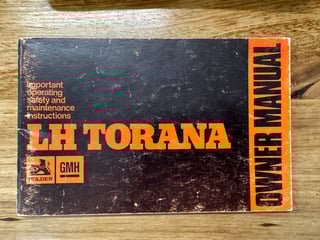 Important
operating
safety and
maintenance
instructions
LH TORANA
HOLDEN
GMH
OWNER MANUAL